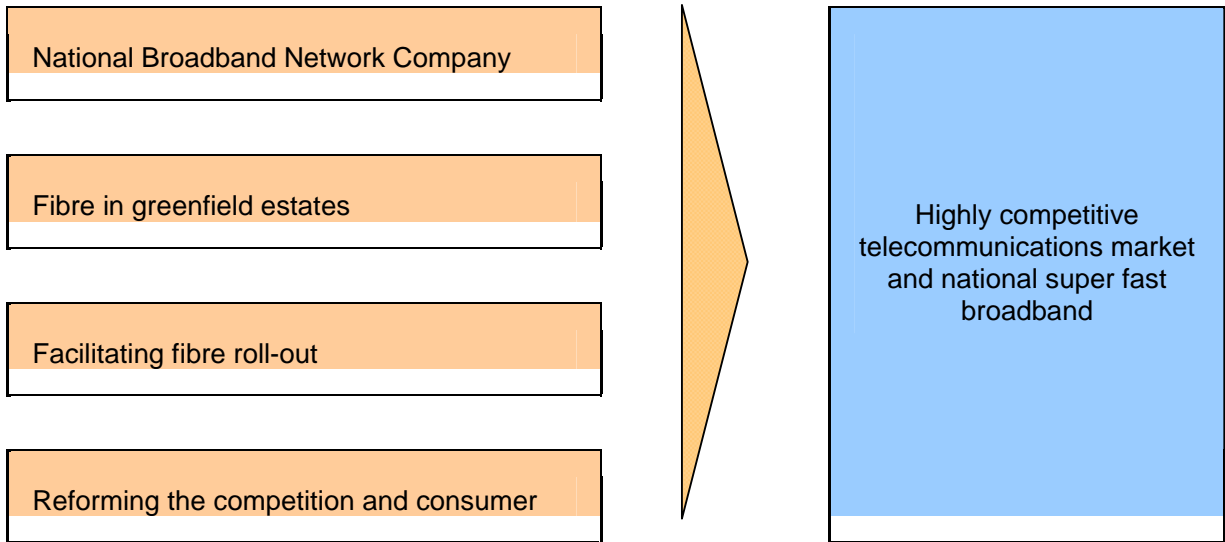 National Broadband Network Company
Fibre in greenfield estates
Facilitating fibre roll-out
Reforming the competition and consumer
Highly competitive
telecommunications market
and national super fast
broadband